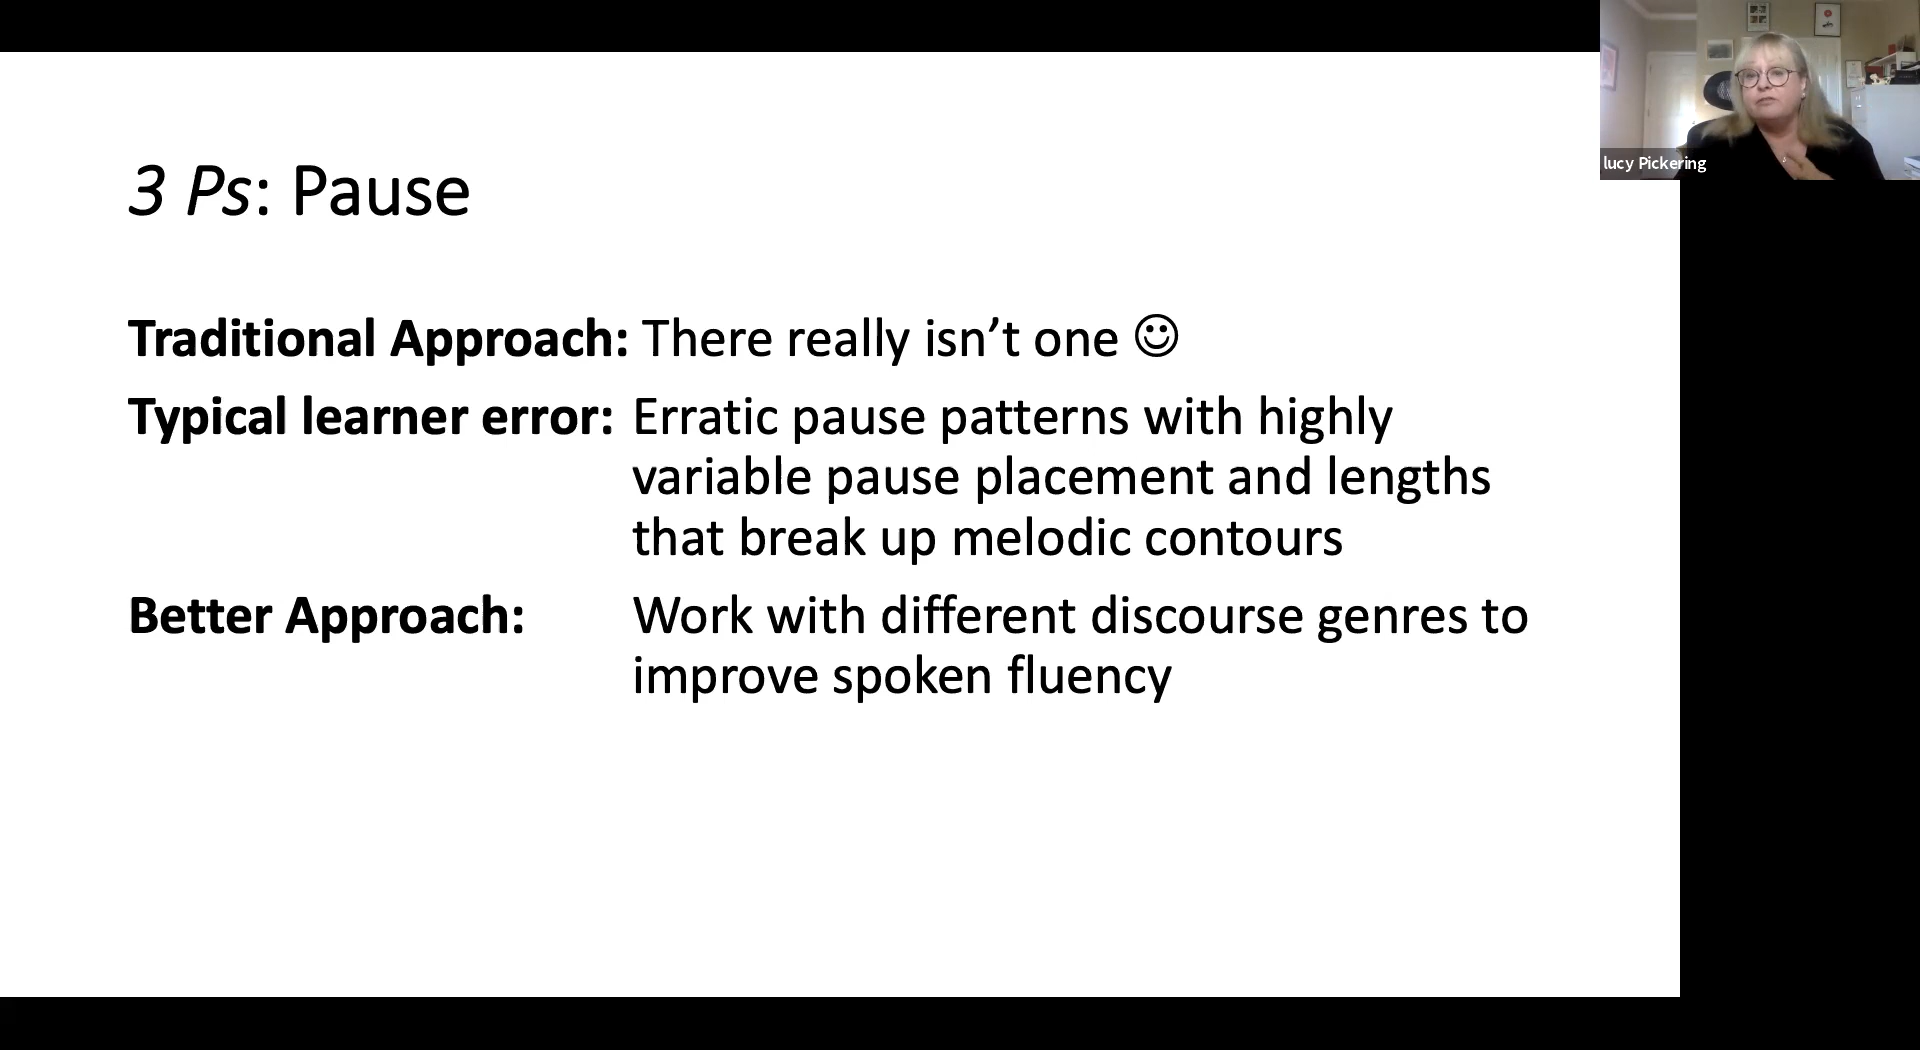 lucy Pickering
3 Ps: Pause
Traditional Approach: There really isn’t one ☺
Typical learner error: Erratic pause patterns with highly
variable pause placement and lengths
that break up melodic contours
Better Approach: Work with different discourse genres to
improve spoken fluency